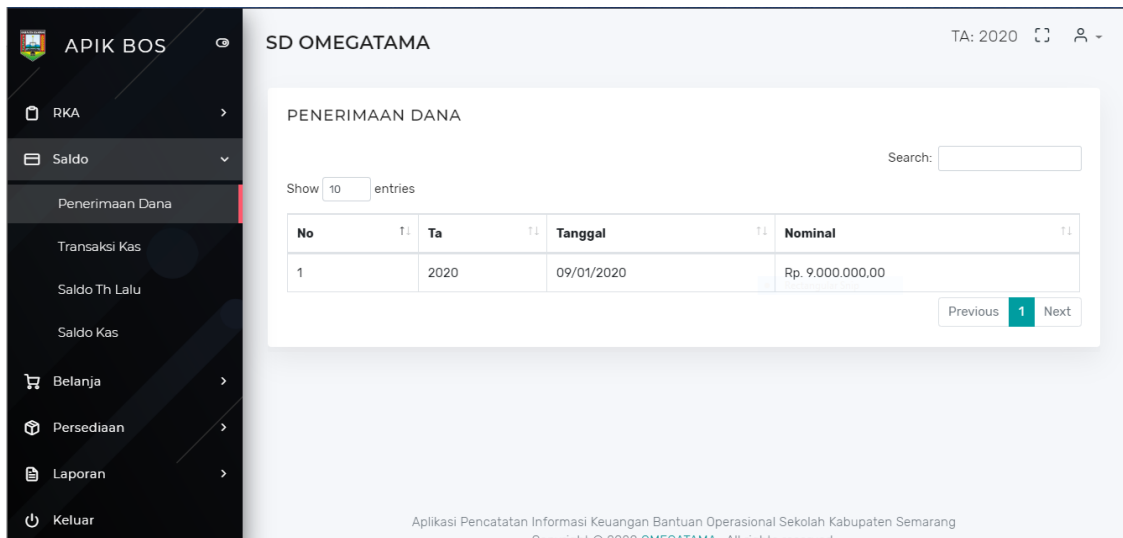 APIK BOS
SD OMEGATAMA
TA: 2020
RKA
Saldo
Penerimaan Dana
Transaksi Kas
Saldo Th Lalu
Saldo Kas
Belanja
Persediaan
Laporan
Keluar
PENERIMAAN DANA
Search:
Show 10 entries
No Ta Tanggal Nominal
1 2020 09/01/2020 Rp. 9.000.000,00
Previous 1 Next
Aplikasi Pencatatan Informasi Keuangan Bantuan Operasional Sekolah Kabupaten Semarang